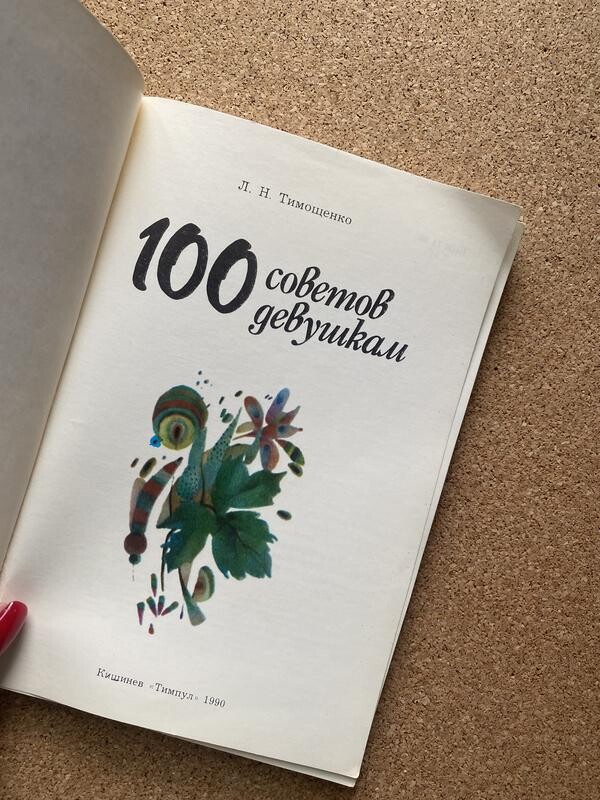 Л. Н. Тимощенко
100 советов
девушкам
Кишинев «Тимпул» 1990